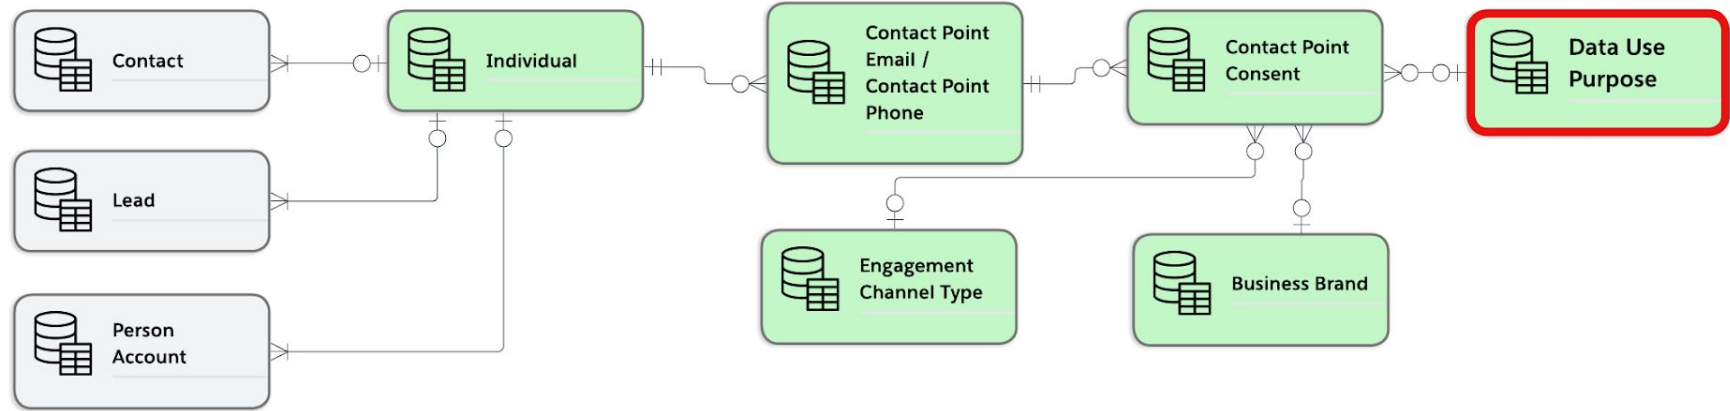 Contact
Individual
Contact Point
Email /
Contact Point
Phone
Contact Point
Consent
Data Use
Purpose
Lead
Engagement
Channel Type
Business Brand
Person
Account